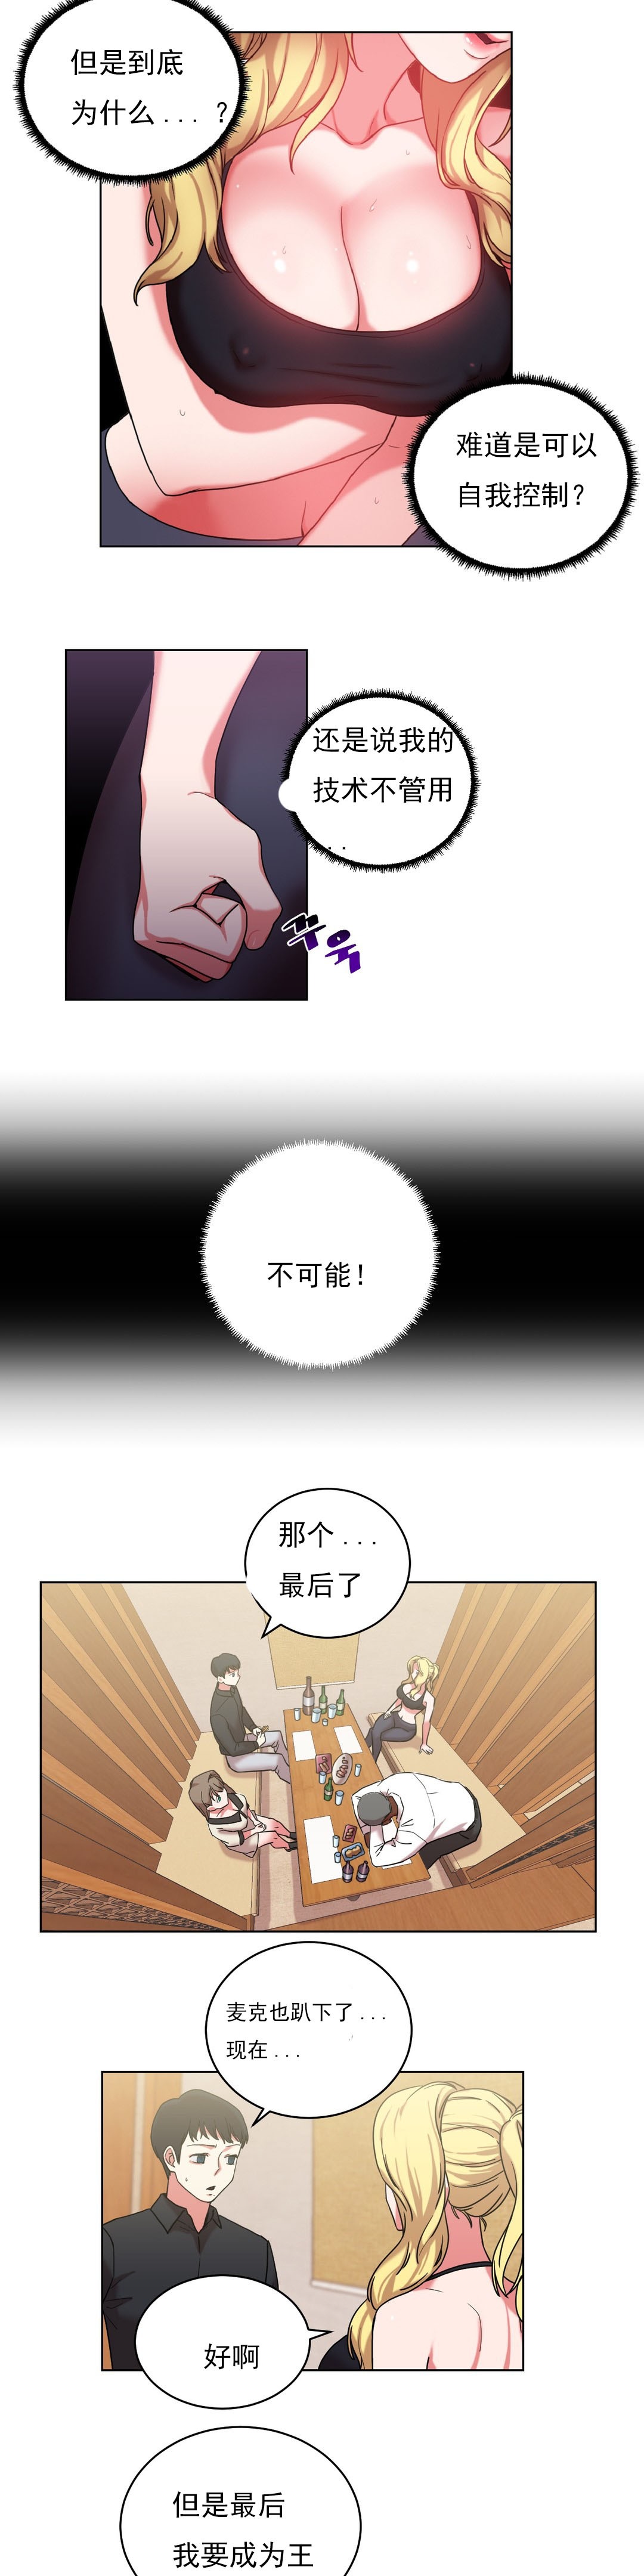 但是到底
为什么...？
难道是可以
自我控制？
还是说我的
技术不管用
...
꾸욱
不可能！
那个...
最后了
麦克也趴下了...
现在...
好啊
但是最后
我要成为王